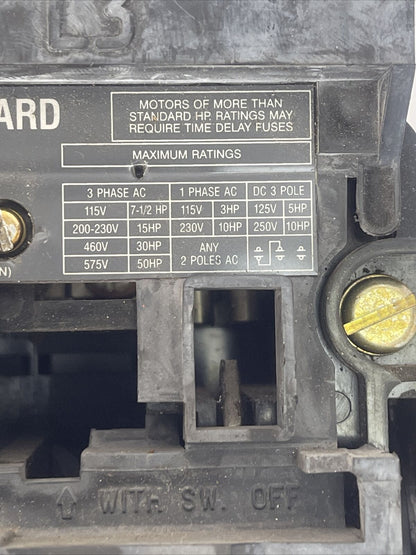 L3
ARD
MOTORS OF MORE THAN
STANDARD HP. RATINGS MAY
REQUIRE TIME DELAY FUSES
MAXIMUM RATINGS
3 PHASE AC 1 PHASE AC DC 3 POLE
115V 7-1/2 HP 115V 3HP 125V 5HP
200-230V 15HP 230V 10HP 250V 10HP
460V 30HP ANY
575V 50HP 2 POLES AC
N)
WITH SW. OFF